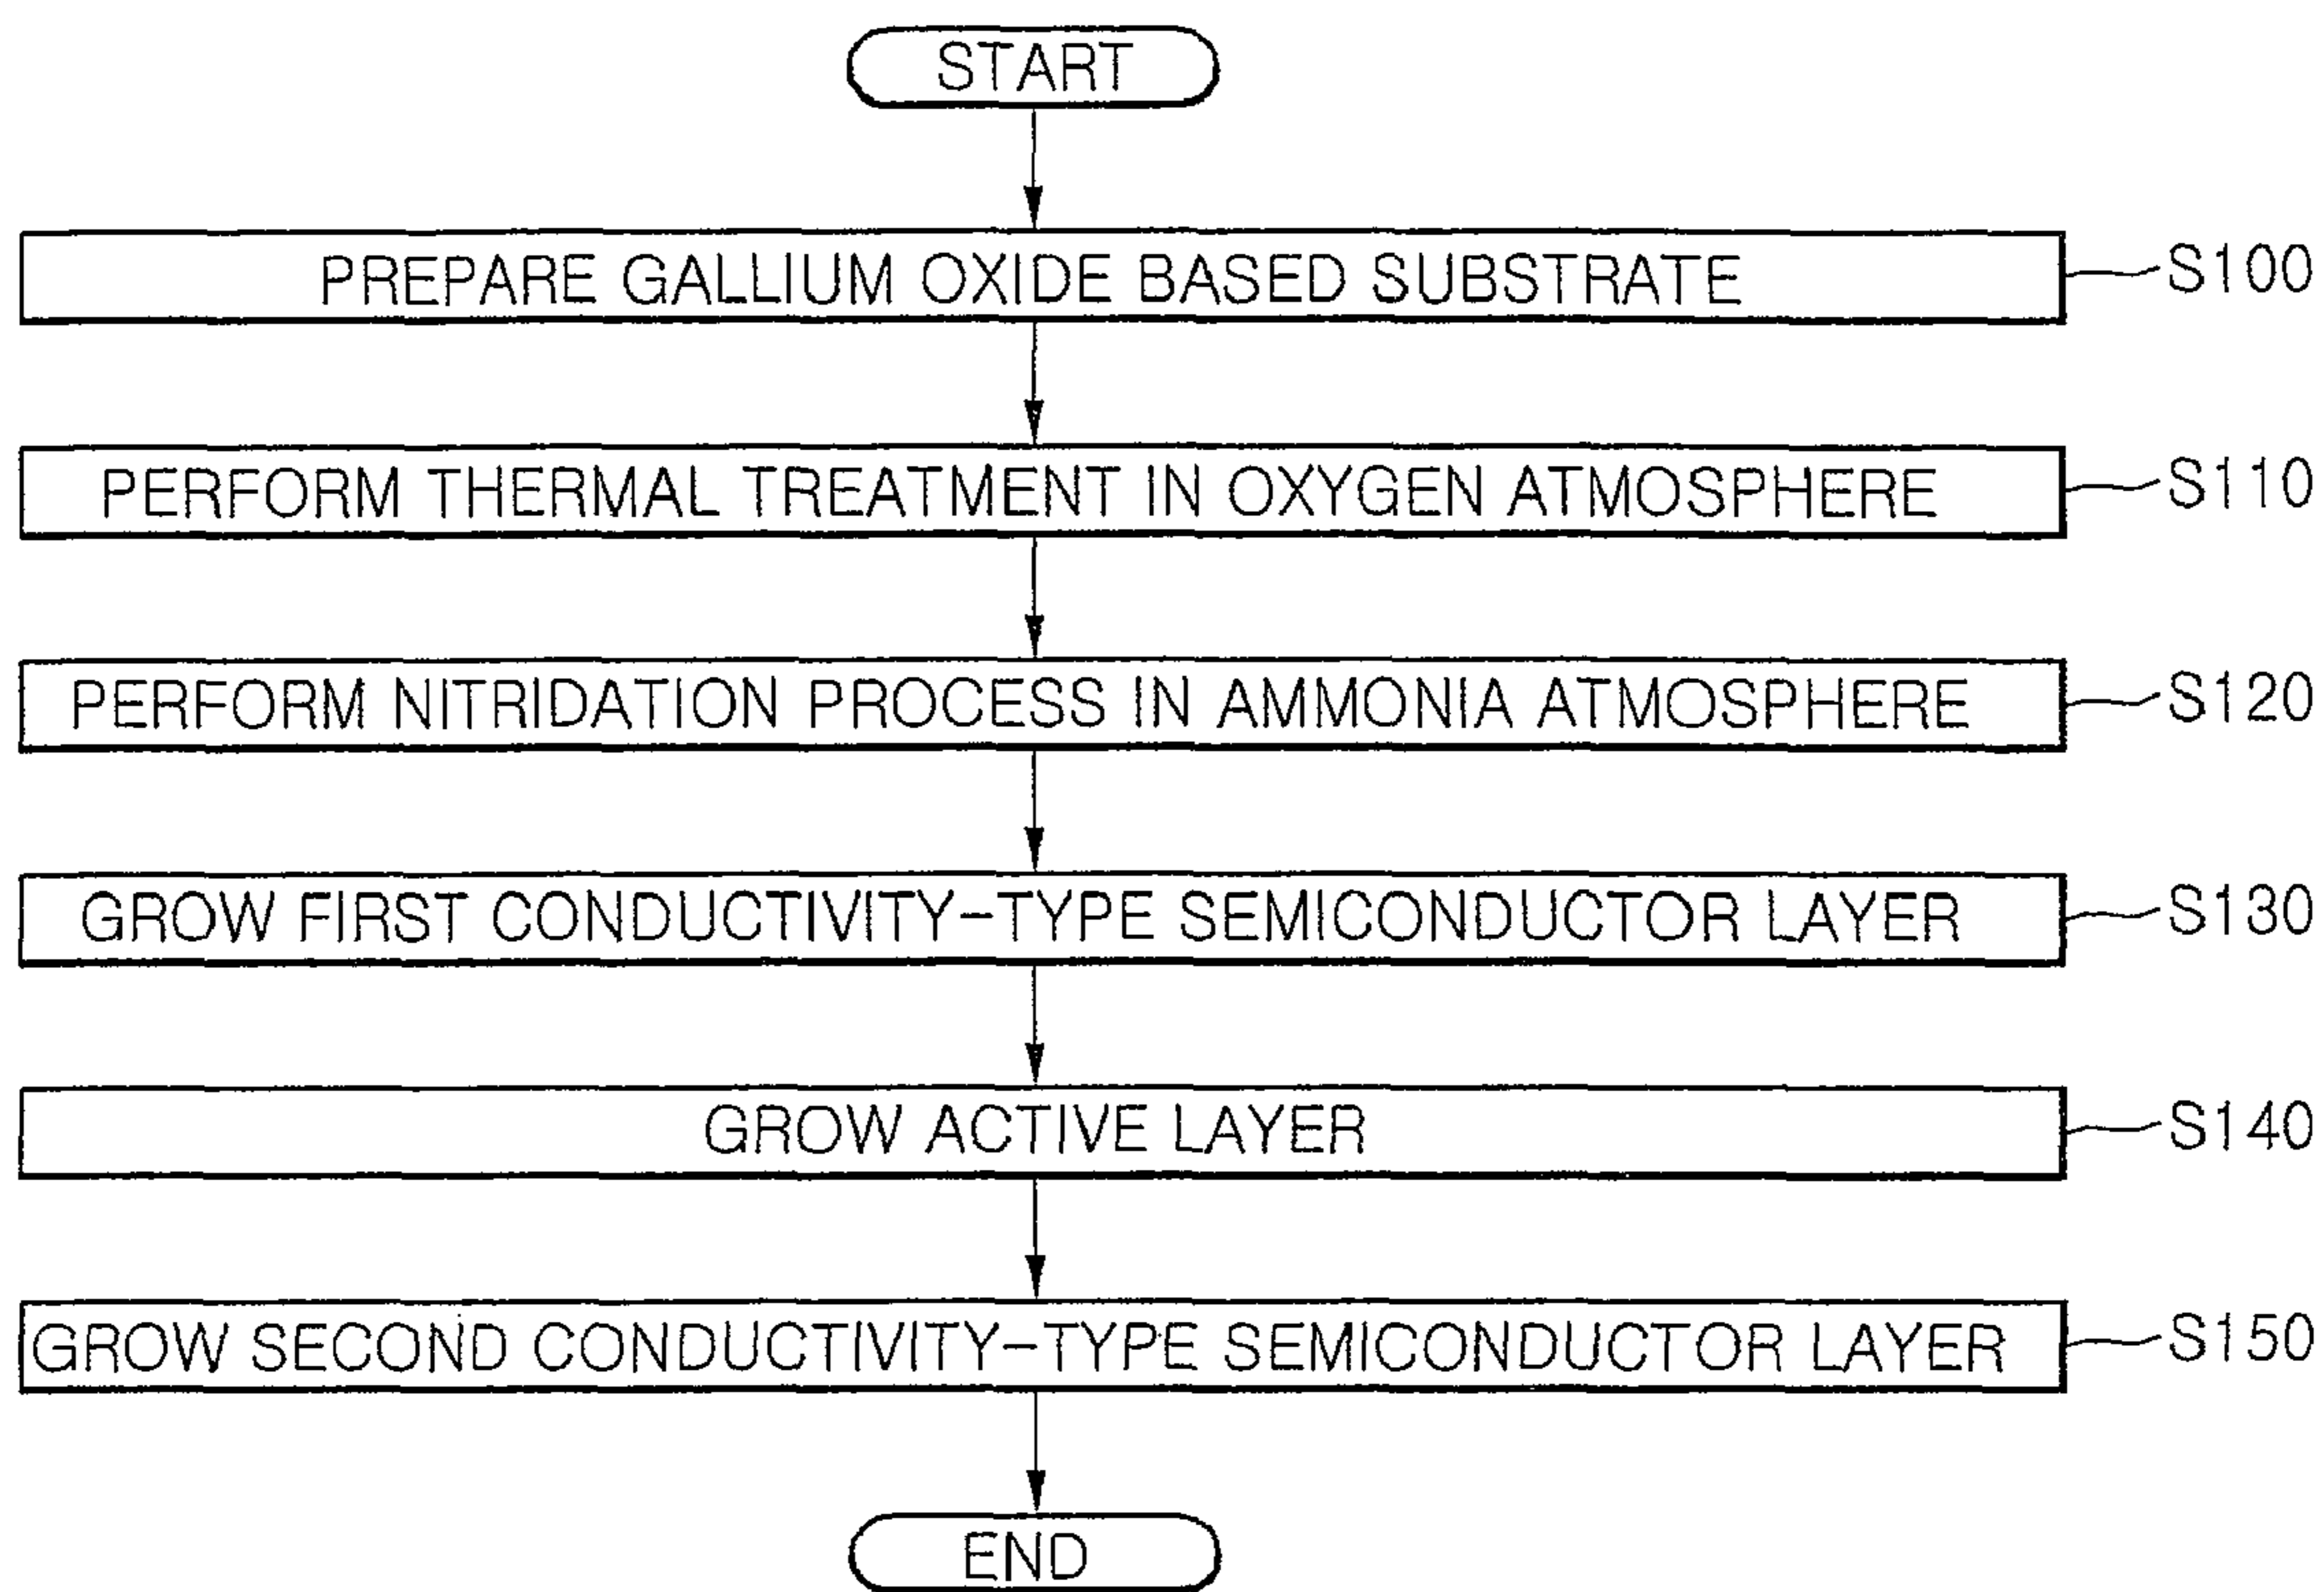 START
PREPARE GALLIUM OXIDE BASED SUBSTRATE S100
PERFORM THERMAL TREATMENT IN OXYGEN ATMOSPHERE S110
PERFORM NITRIDATION PROCESS IN AMMONIA ATMOSPHERE S120
GROW FIRST CONDUCTIVITY-TYPE SEMICONDUCTOR LAYER S130
GROW ACTIVE LAYER S140
GROW SECOND CONDUCTIVITY-TYPE SEMICONDUCTOR LAYER S150
END